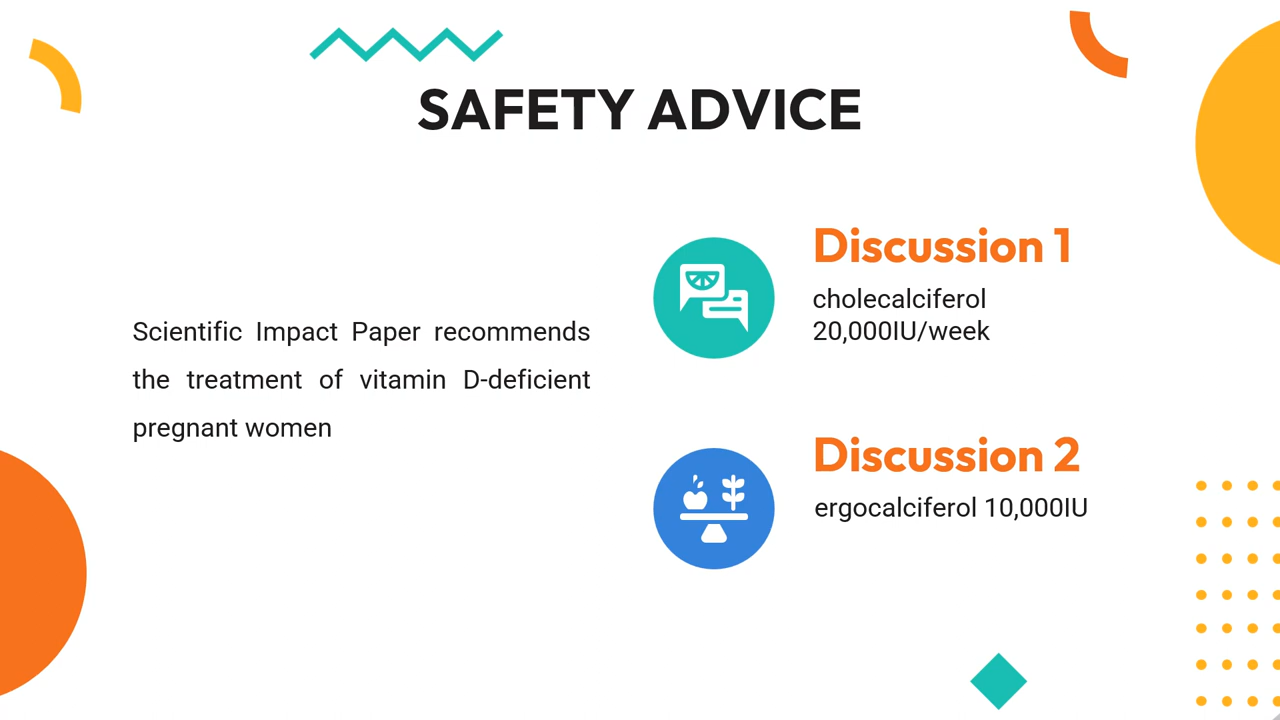 SAFETY ADVICE
Scientific Impact Paper recommends
the treatment of vitamin D-deficient
pregnant women
Discussion 1
cholecalciferol
20,000IU/week
Discussion 2
ergocalciferol 10,000IU